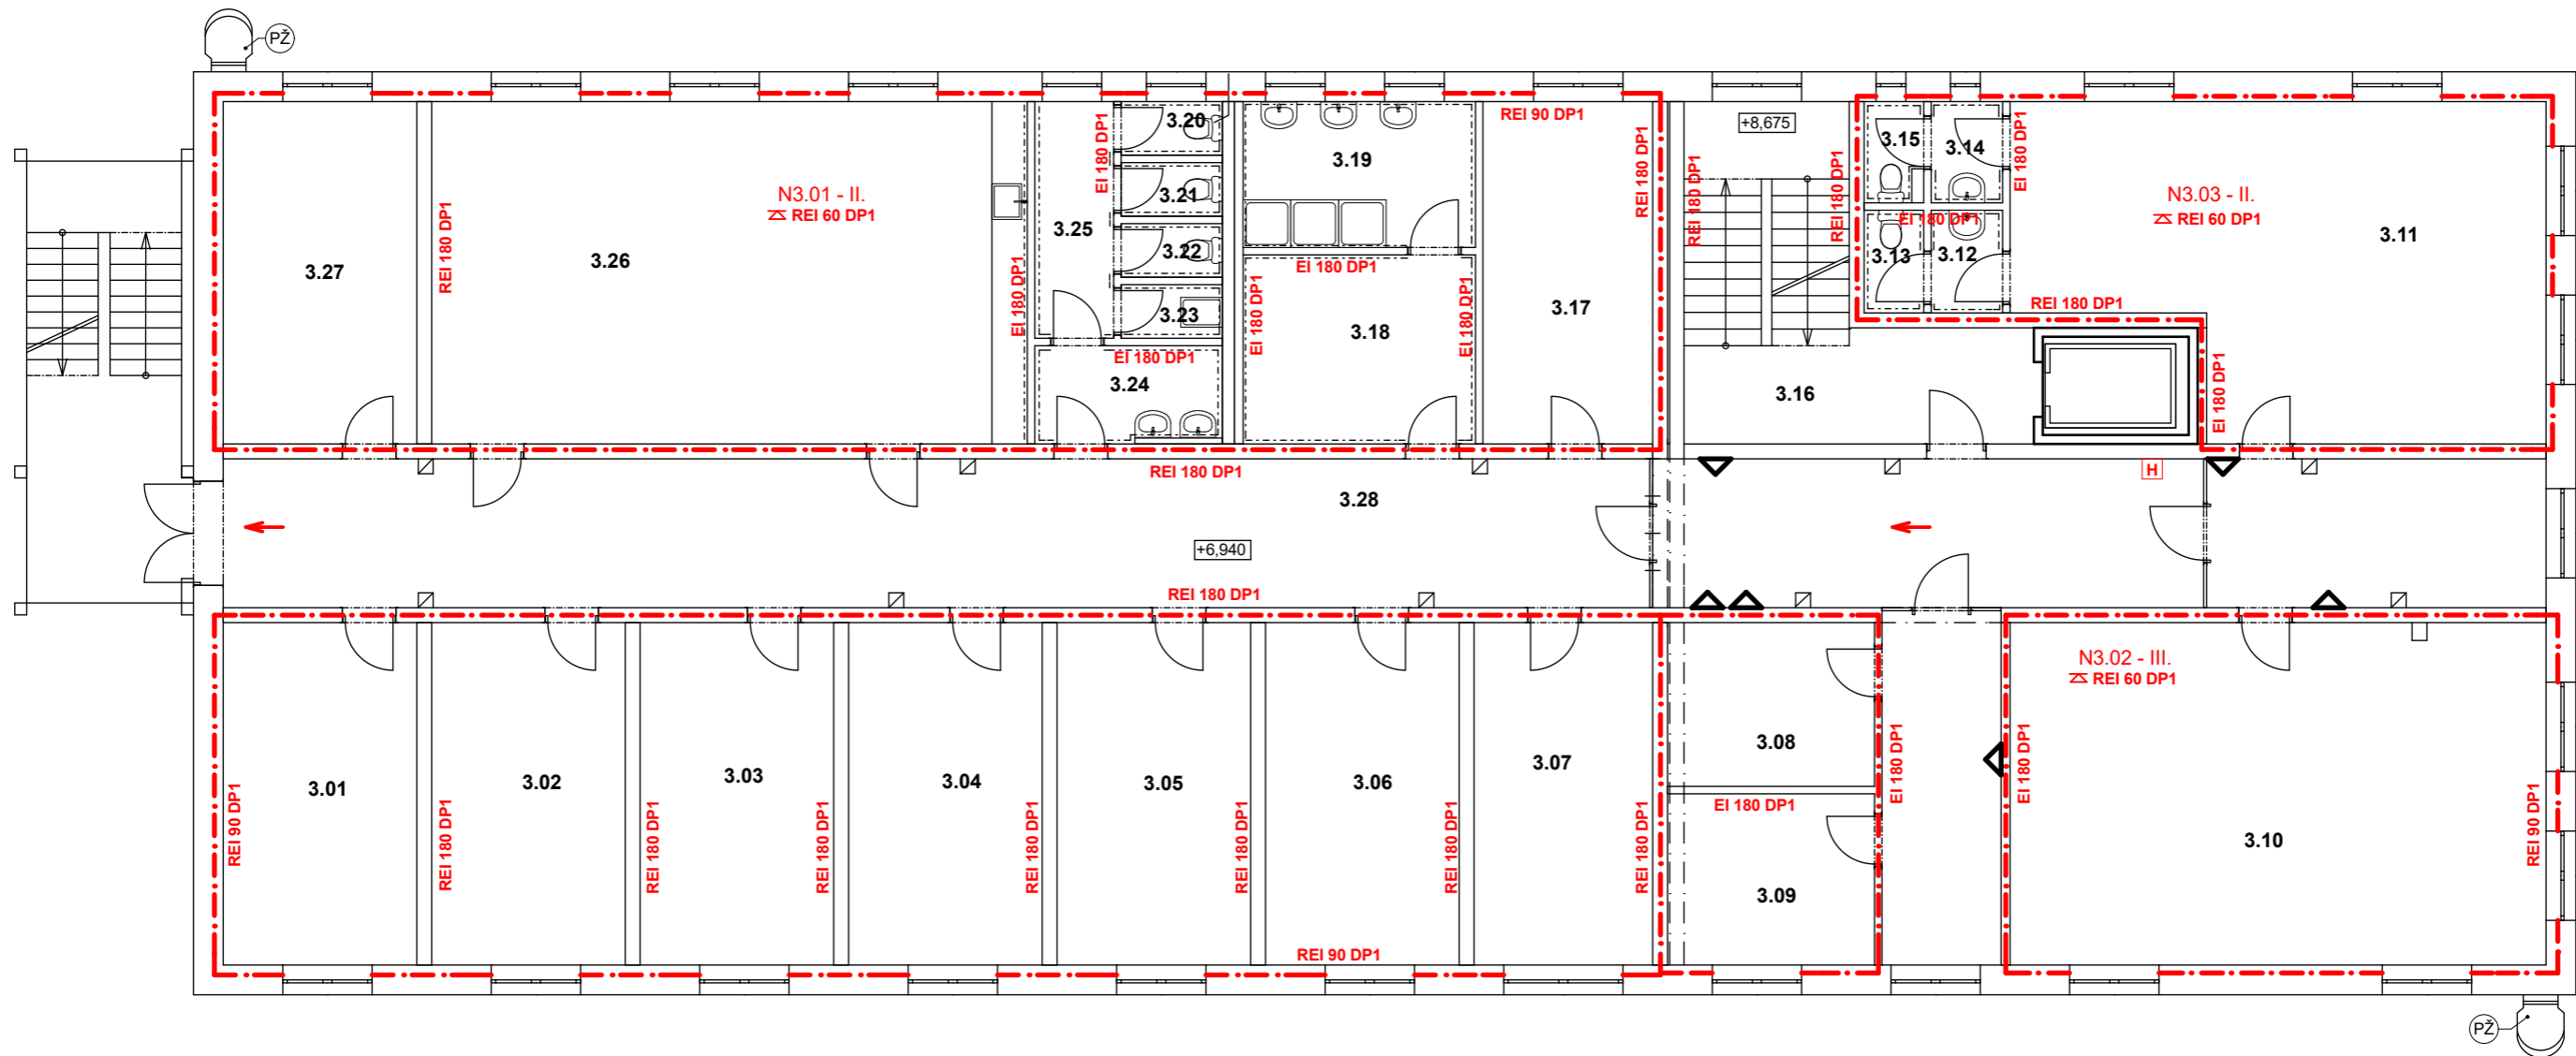 PŽ
3.27
REI 180 DP1
3.26
N3.01 - II.
REI 60 DP1
EI 180 DP1
3.25
EI 180 DP1
3.20
3.21
3.22
3.23
EI 180 DP1
3.24
3.19
EI 180 DP1
EI 180 DP1
3.18
EI 180 DP1
REI 90 DP1
3.17
REI 180 DP1
REI 180 DP1
+8,675
REI 180 DP1
3.15
3.14
EI 180 DP1
EI 180 DP1
3.13
3.12
N3.03 - II.
REI 60 DP1
3.11
REI 180 DP1
3.16
EI 180 DP1
REI 180 DP1
H
3.28
+6,940
REI 180 DP1
REI 90 DP1
3.01
REI 180 DP1
3.02
REI 180 DP1
3.03
REI 180 DP1
3.04
REI 180 DP1
3.05
REI 180 DP1
3.06
REI 180 DP1
3.07
REI 180 DP1
REI 90 DP1
3.08
EI 180 DP1
3.09
EI 180 DP1
EI 180 DP1
N3.02 - III.
REI 60 DP1
3.10
REI 90 DP1
PŽ